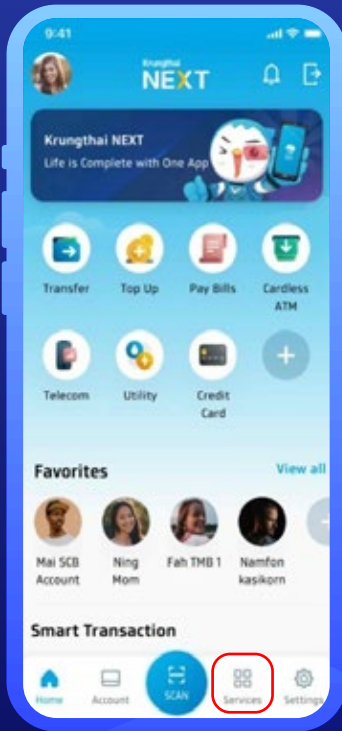 9:41
Krungthai
NEXT
Krungthai NEXT
Life is Complete with One App
Transfer
Top Up
Pay Bills
Cardless
ATM
Telecom
Utility
Credit
Card
Favorites
View all
Mai SCB
Account
Ning
Mom
Fah TMB 1
Namfon
kasikorn
Smart Transaction
Home
Account
SCAN
Services
Settings